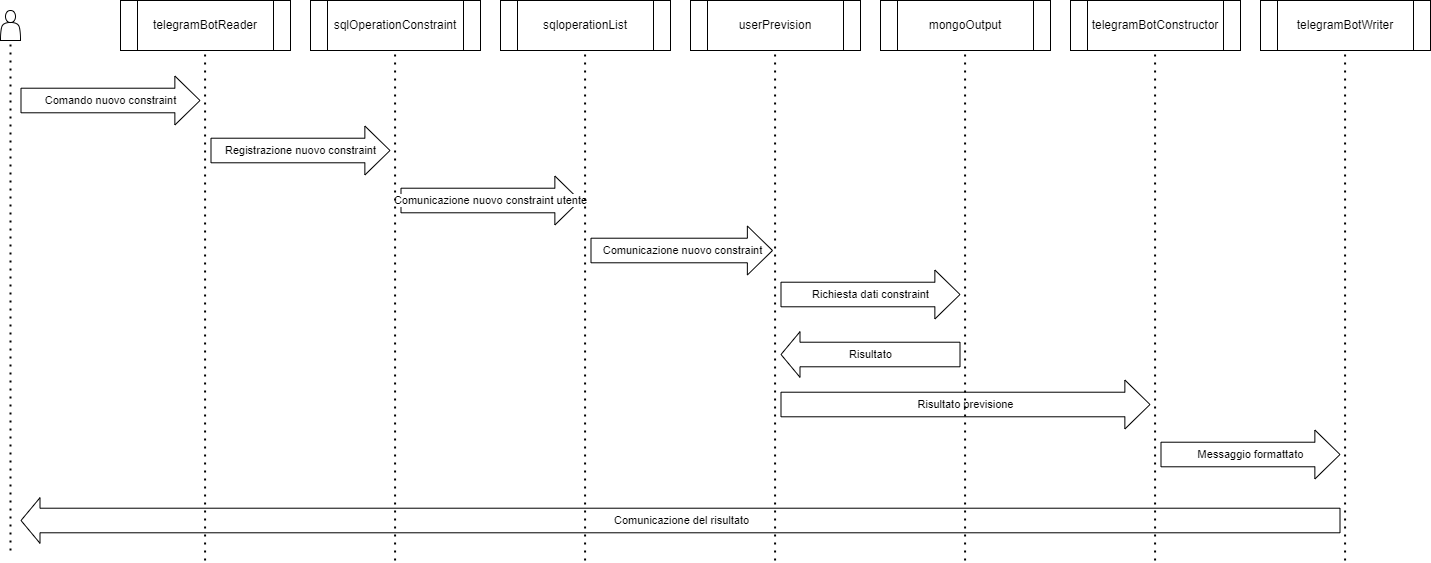 telegramBotReader
sqlOperationConstraint
sqloperationList
userPrevision
mongoOutput
telegramBotConstructor
telegramBotWriter
Comando nuovo constraint
Registrazione nuovo constraint
Comunicazione nuovo constraint utente
Comunicazione nuovo constraint
Richiesta dati constraint
Risultato
Risultato previsione
Messaggio formattato
Comunicazione del risultato